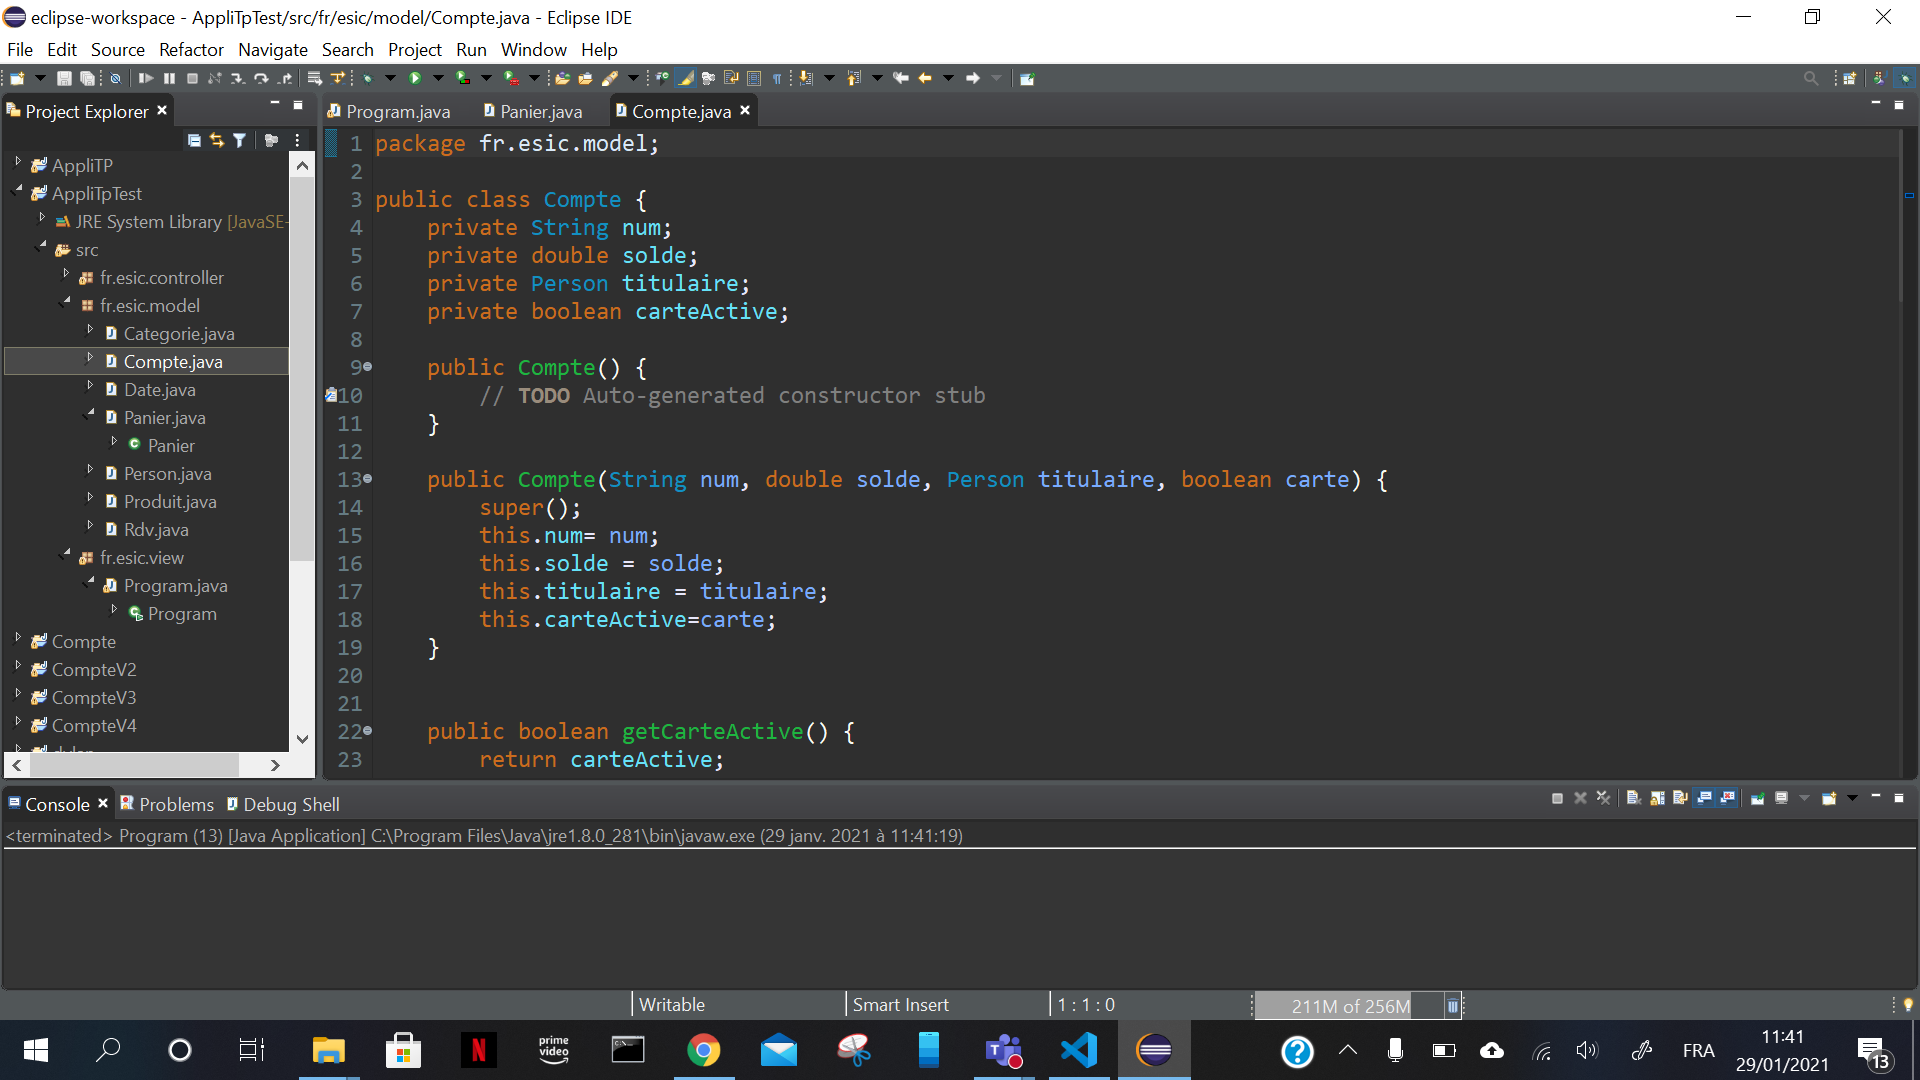 eclipse-workspace - AppliTpTest/src/fr/esic/model/Compte.java - Eclipse IDE
File Edit Source Refactor Navigate Search Project Run Window Help
Project Explorer
Program.java Panier.java Compte.java
AppliTP
AppliTpTest
JRE System Library [JavaSE-
src
fr.esic.controller
fr.esic.model
Categorie.java
Compte.java
Date.java
Panier.java
Panier
Person.java
Produit.java
Rdv.java
fr.esic.view
Program.java
Program
Compte
CompteV2
CompteV3
CompteV4
1 package fr.esic.model;
2
3 public class Compte {
4 private String num;
5 private double solde;
6 private Person titulaire;
7 private boolean carteActive;
8
9 public Compte() {
10 // TODO Auto-generated constructor stub
11 }
12
13 public Compte(String num, double solde, Person titulaire, boolean carte) {
14 super();
15 this.num= num;
16 this.solde = solde;
17 this.titulaire = titulaire;
18 this.carteActive=carte;
19 }
20
21
22 public boolean getCarteActive() {
23 return carteActive;
Console Problems Debug Shell
<terminated> Program (13) [Java Application] C:\Program Files\Java\jre1.8.0_281\bin\javaw.exe (29 janv. 2021 à 11:41:19)
Writable Smart Insert 1 : 1 : 0 211M of 256M
prime video
FRA
11:41
29/01/2021
13